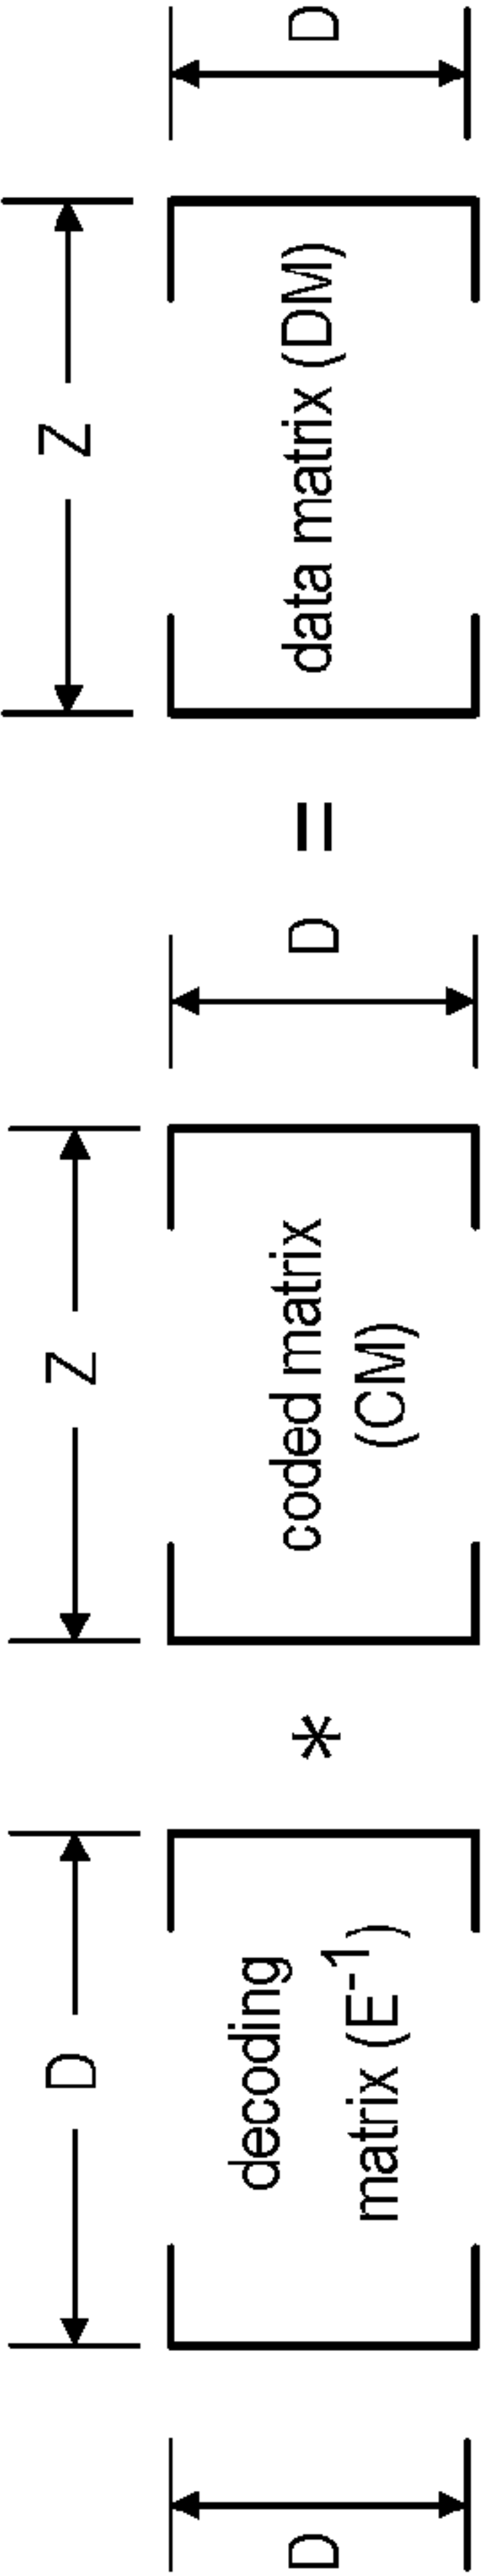 D
D
decoding
matrix (E-1)
*
Z
coded matrix
(CM)
D
=
Z
data matrix (DM)
D